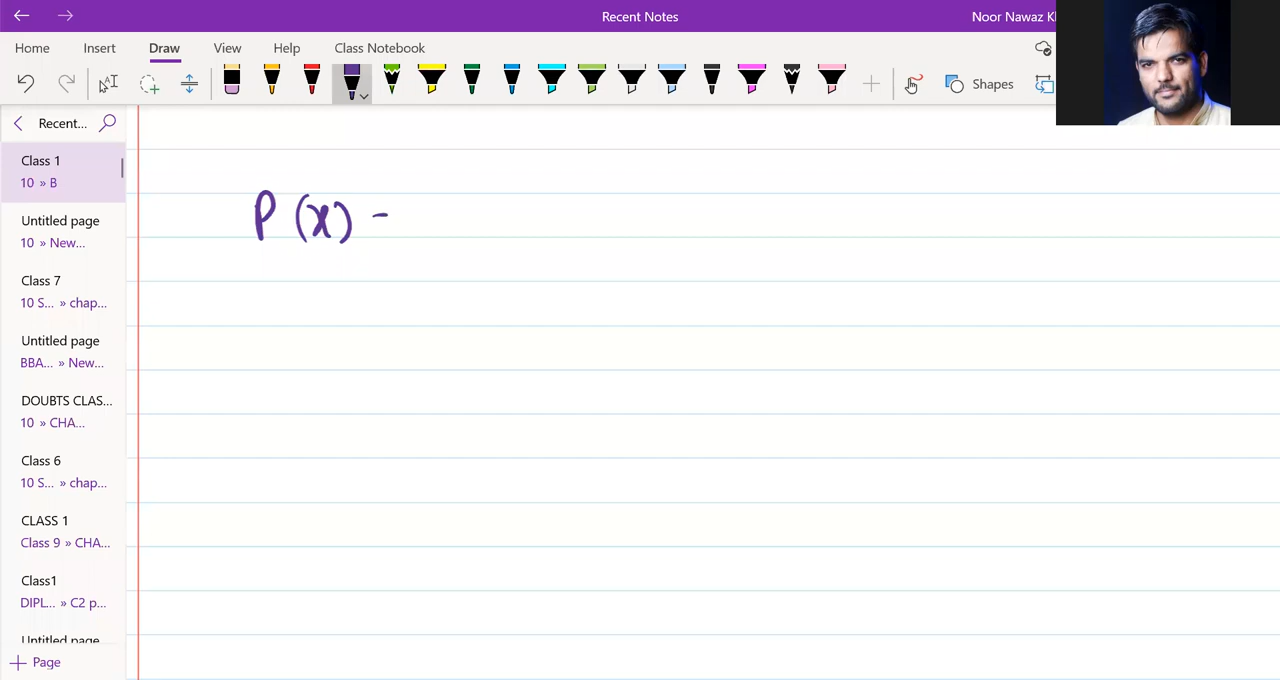 Recent Notes
Noor Nawaz Kl
Home Insert Draw View Help Class Notebook
Shapes
Recent...
Class 1
10 » B
Untitled page
10 » New...
Class 7
10 S... » chap...
Untitled page
BBA... » New...
DOUBTS CLAS...
10 » CHA...
Class 6
10 S... » chap...
CLASS 1
Class 9 » CHA...
Class1
DIPL... » C2 p...
Untitled page
Page
P (x) -